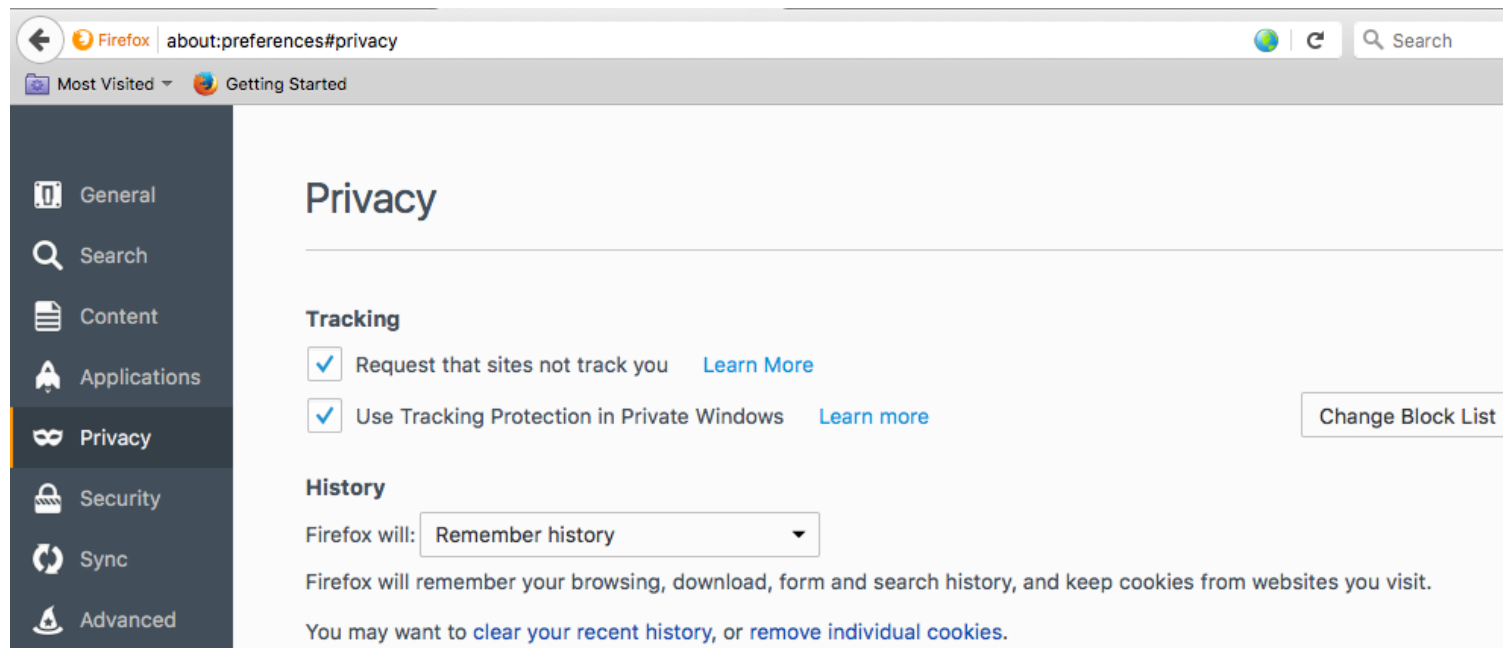 Firefox about:preferences#privacy Search
Most Visited Getting Started
General
Search
Content
Applications
Privacy
Security
Sync
Advanced
Privacy
Tracking
Request that sites not track you Learn More
Use Tracking Protection in Private Windows Learn more Change Block List
History
Firefox will: Remember history
Firefox will remember your browsing, download, form and search history, and keep cookies from websites you visit.
You may want to clear your recent history, or remove individual cookies.